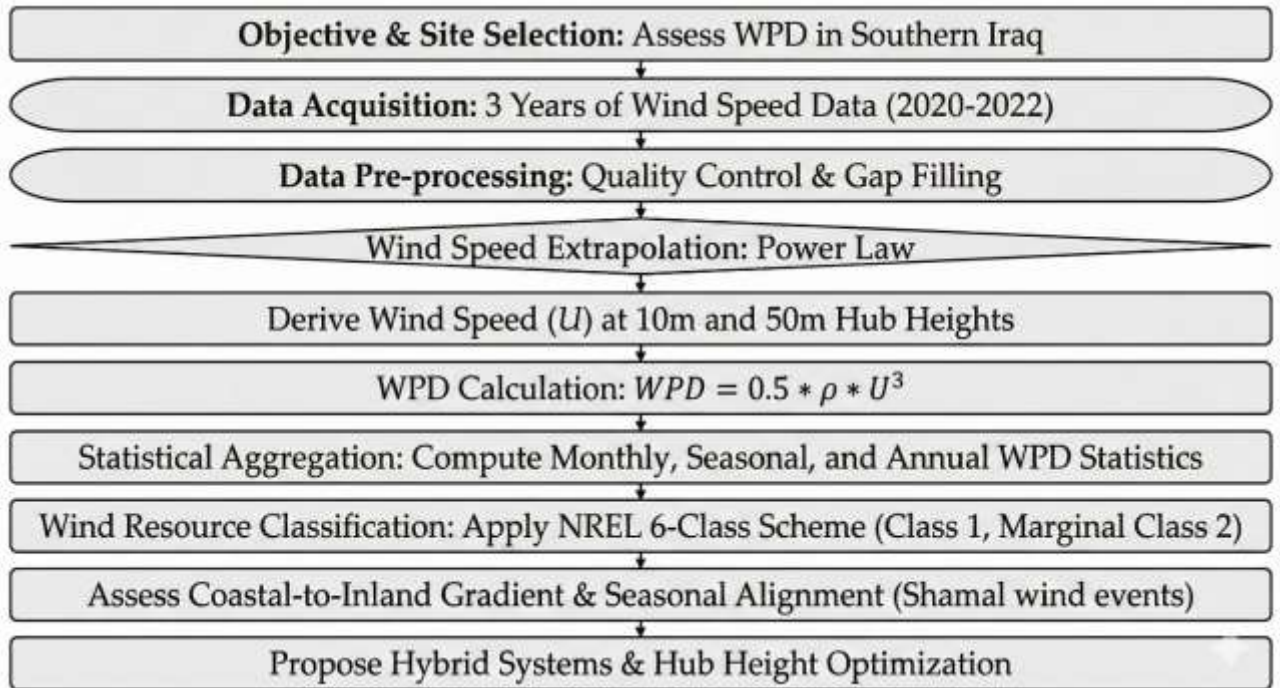 Objective & Site Selection: Assess WPD in Southern Iraq
Data Acquisition: 3 Years of Wind Speed Data (2020-2022)
Data Pre-processing: Quality Control & Gap Filling
Wind Speed Extrapolation: Power Law
Derive Wind Speed (U) at 10m and 50m Hub Heights
WPD Calculation: WPD = 0.5 * ρ * U³
Statistical Aggregation: Compute Monthly, Seasonal, and Annual WPD Statistics
Wind Resource Classification: Apply NREL 6-Class Scheme (Class 1, Marginal Class 2)
Assess Coastal-to-Inland Gradient & Seasonal Alignment (Shamal wind events)
Propose Hybrid Systems & Hub Height Optimization